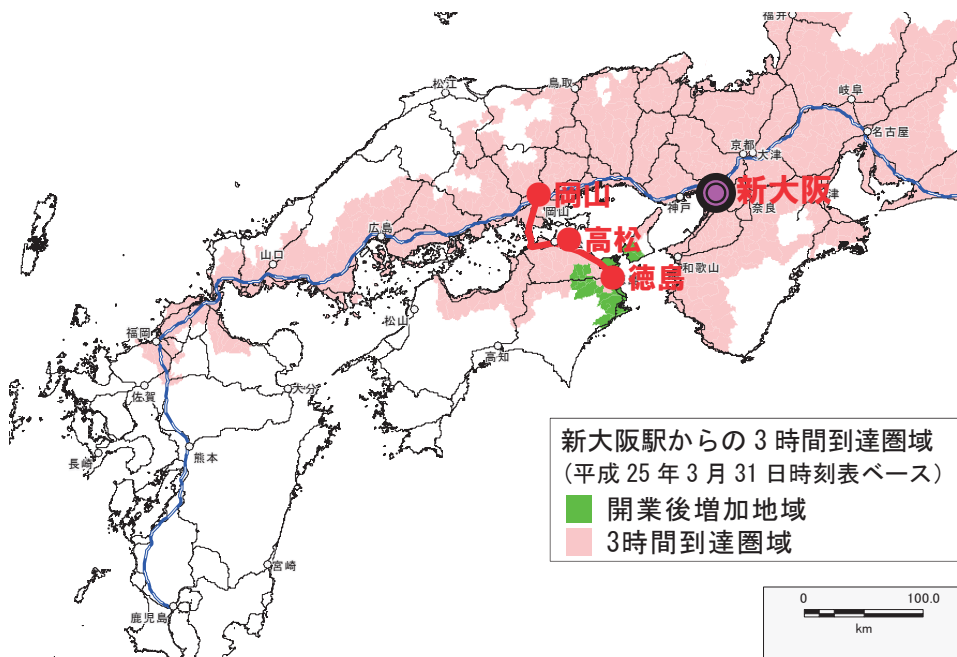 福井
松江
鳥取
岐阜
名古屋
京都
大津
岡山
岡山
新大阪
神戸
奈良
津
高松
広島
山口
和歌山
徳島
松山
福岡
高知
大分
佐賀
長崎
熊本
宮崎
鹿児島
新大阪駅からの3時間到達圏域
(平成25年3月31日時刻表ベース)
開業後増加地域
3時間到達圏域
0 100.0
km